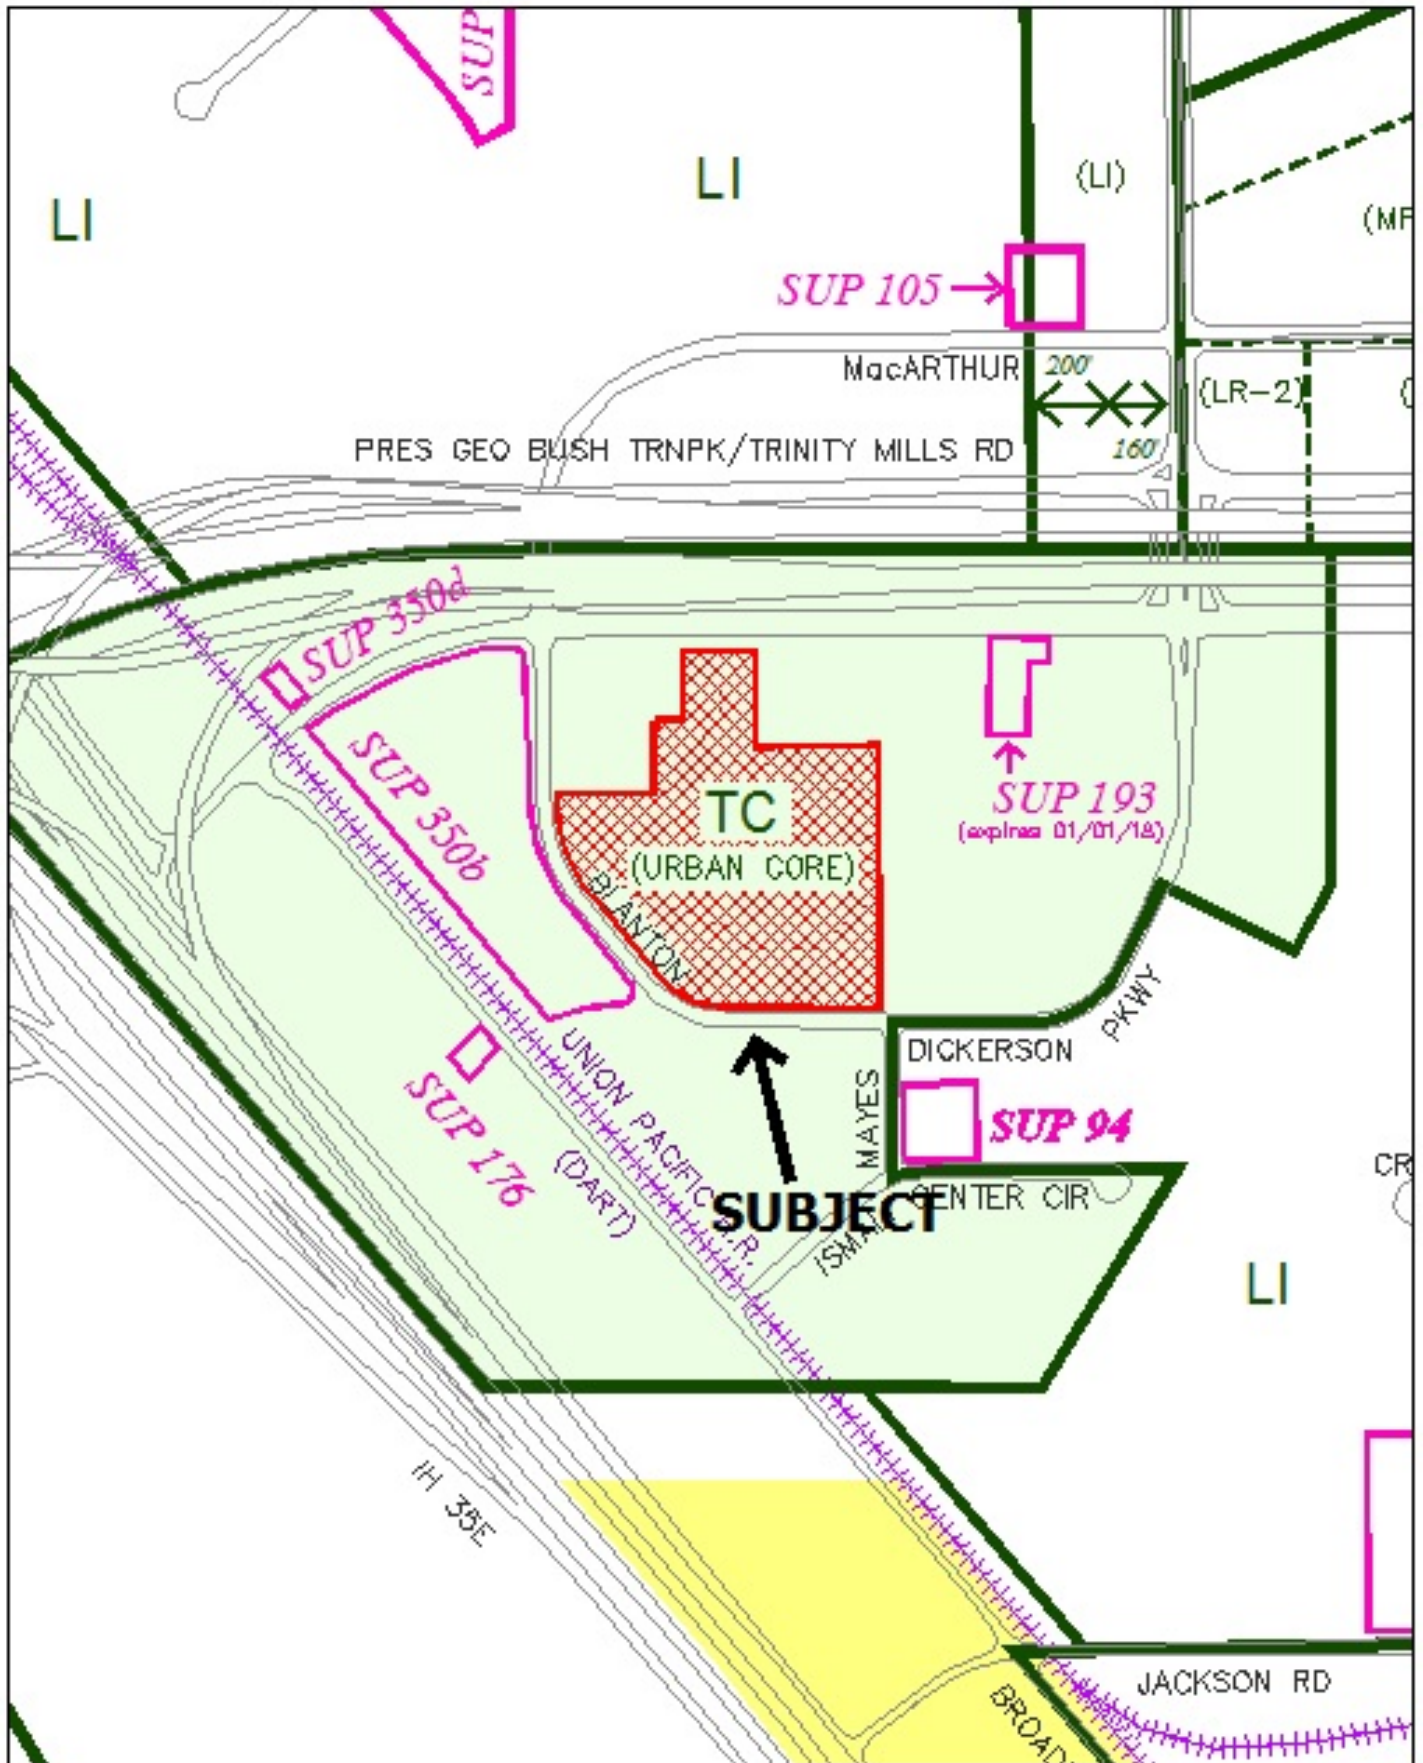 SUP
LI
LI
(LI)
(MF
SUP 105
MacARTHUR
200'
(LR-2)
(
PRES GEO BUSH TRNPK/TRINITY MILLS RD
160'
SUP 350d
SUP 350b
TC
(URBAN CORE)
SUP 193
(expires 01/01/18)
BLANTON
PKWY
UNION PACIFIC R.R.
(DART)
DICKERSON
MAYES
SUP 94
SUP 176
SUBJECT
CENTER CIR
CR
LI
IH 35E
JACKSON RD
BROAD